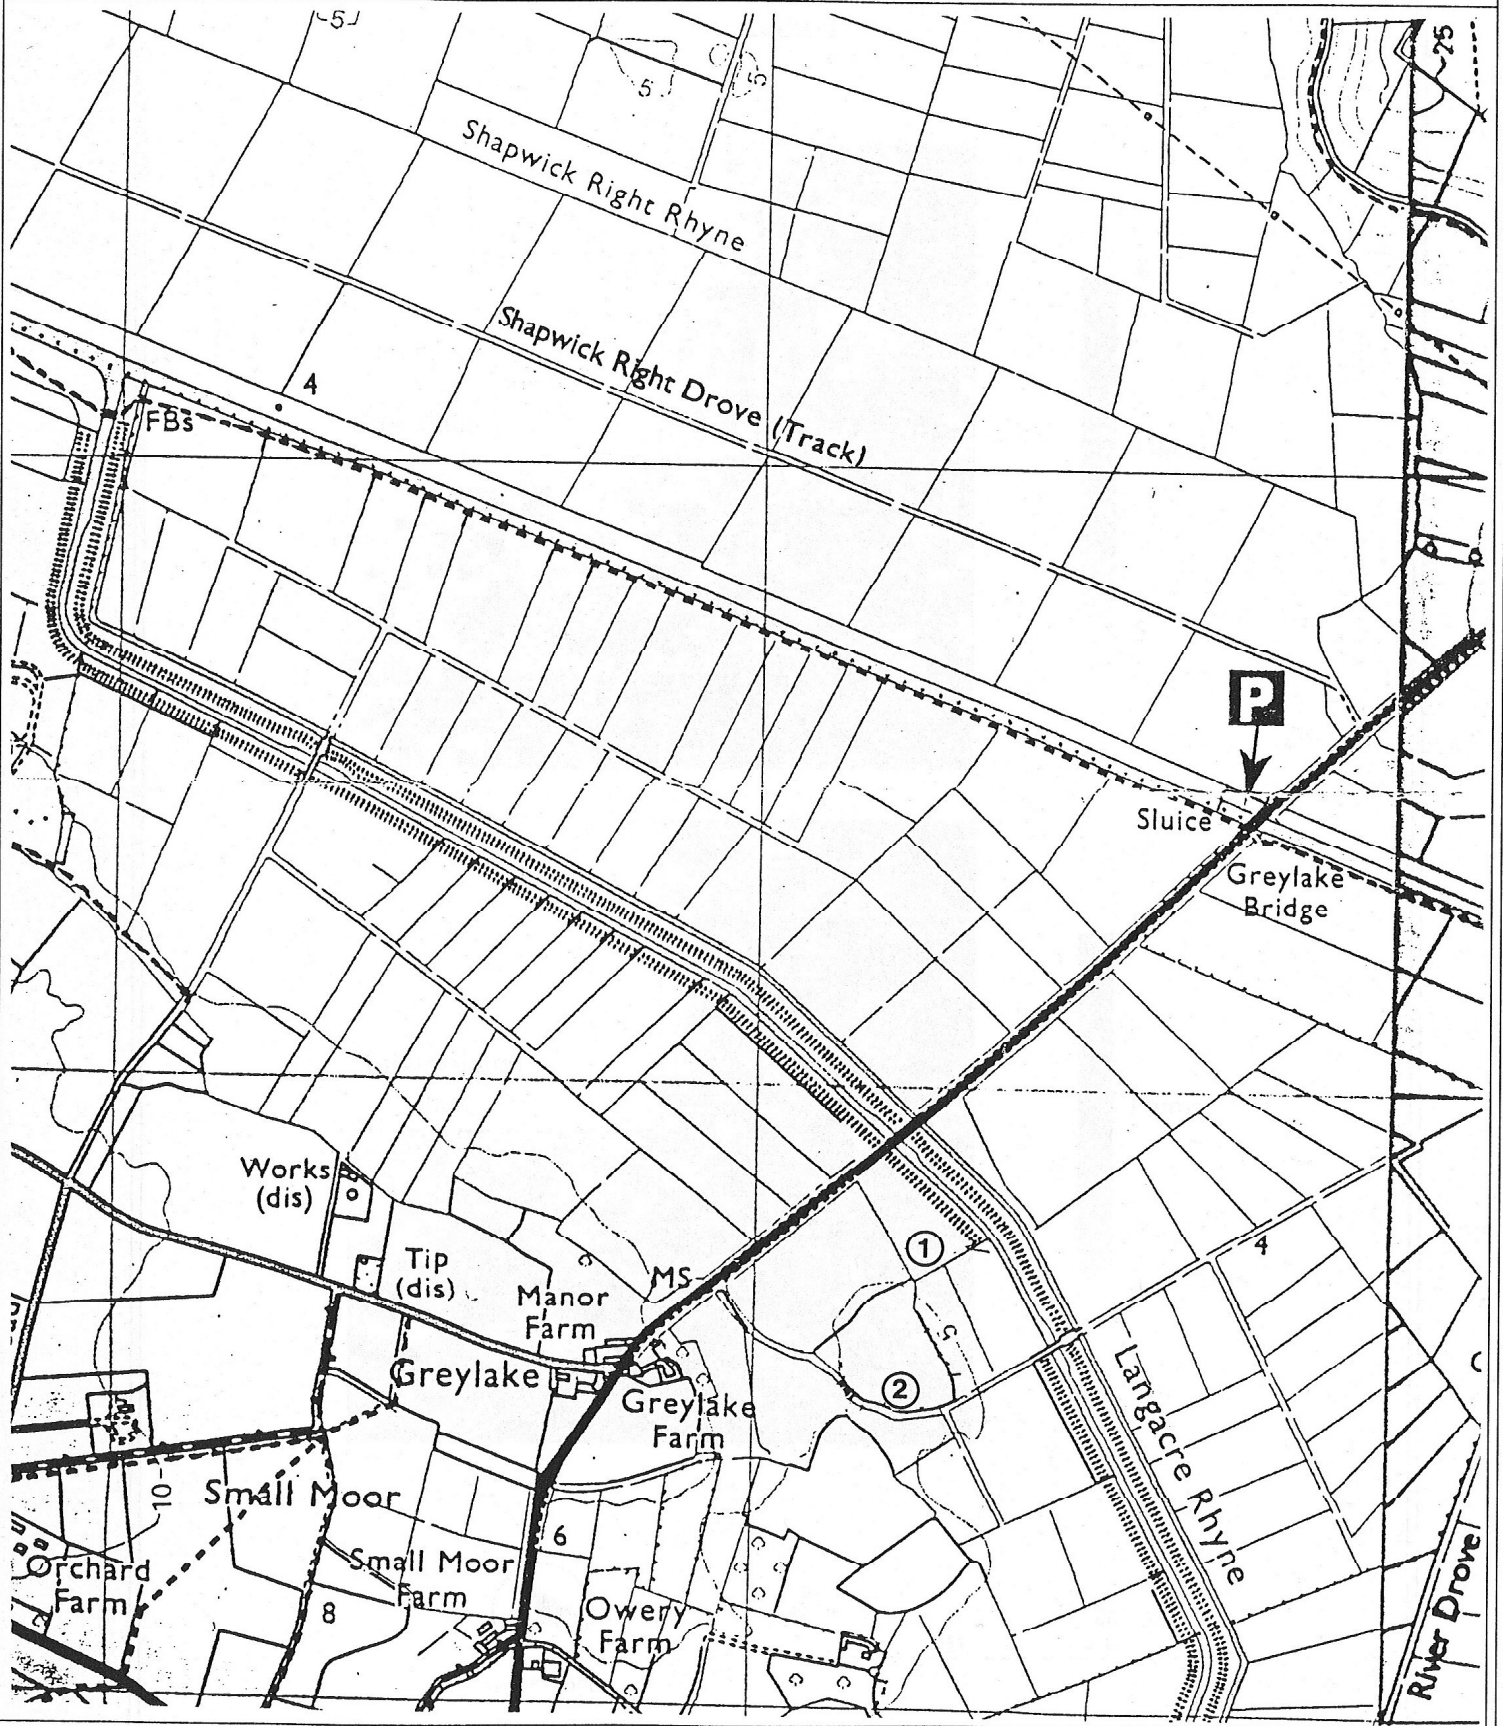 5
5
5
25
Shapwick Right Rhyne
Shapwick Right Drove (Track)
4
FBs
P
Sluice
Greylake
Bridge
Works
(dis)
1
4
Tip
(dis)
MS
Manor
Farm
5
Greylake
2
Greylake
Farm
Langacre Rhyne
10
Small Moor
6
Orchard
Farm
Small Moor
Farm
8
Owery
Farm
River Drove